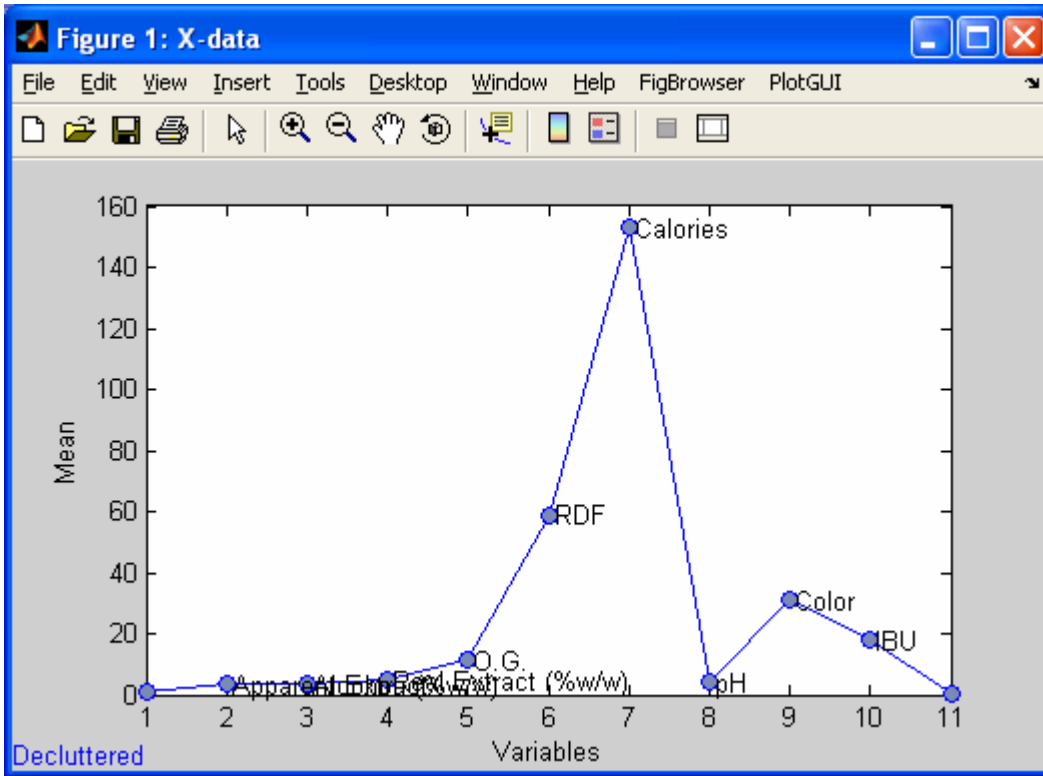 Figure 1: X-data
File Edit View Insert Tools Desktop Window Help FigBrowser PlotGUI
160
140
120
100
80
60
40
20
0
Mean
Calories
RDF
Color
IBU
O.G.
Real Extract (%w/w)
pH
1 2 3 4 5 6 7 8 9 10 11
Variables
Decluttered